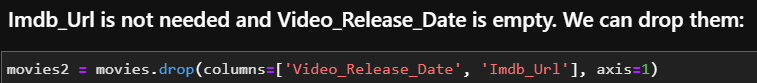 Imdb_Url is not needed and Video_Release_Date is empty. We can drop them:
movies2 = movies.drop(columns=['Video_Release_Date', 'Imdb_Url'], axis=1)